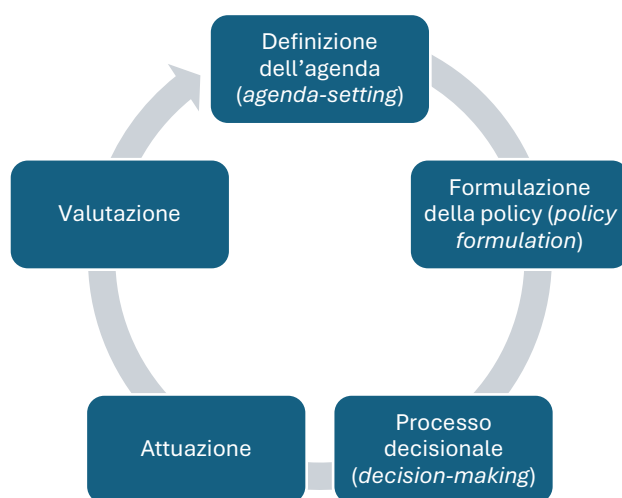 Definizione
dell’agenda
(agenda-setting)
Formulazione
della policy (policy
formulation)
Processo
decisionale
(decision-making)
Attuazione
Valutazione